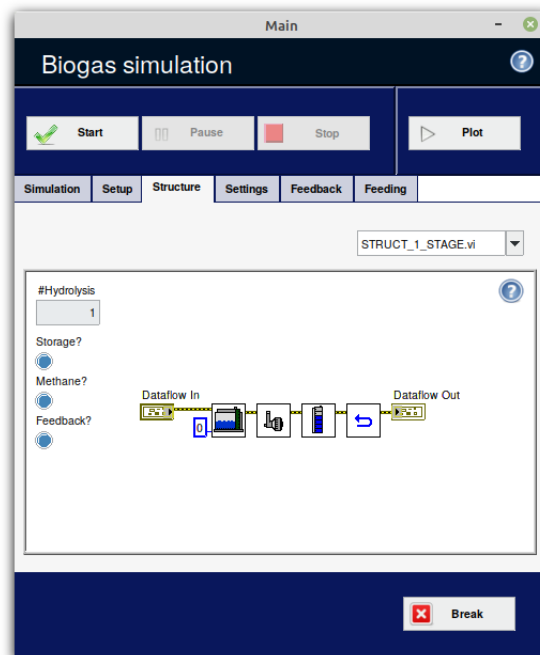 Main
Biogas simulation
?
Start
Pause
Stop
Plot
Simulation
Setup
Structure
Settings
Feedback
Feeding
STRUCT_1_STAGE.vi
#Hydrolysis
?
1
Storage?
Methane?
Feedback?
Dataflow In
Dataflow Out
0
Break